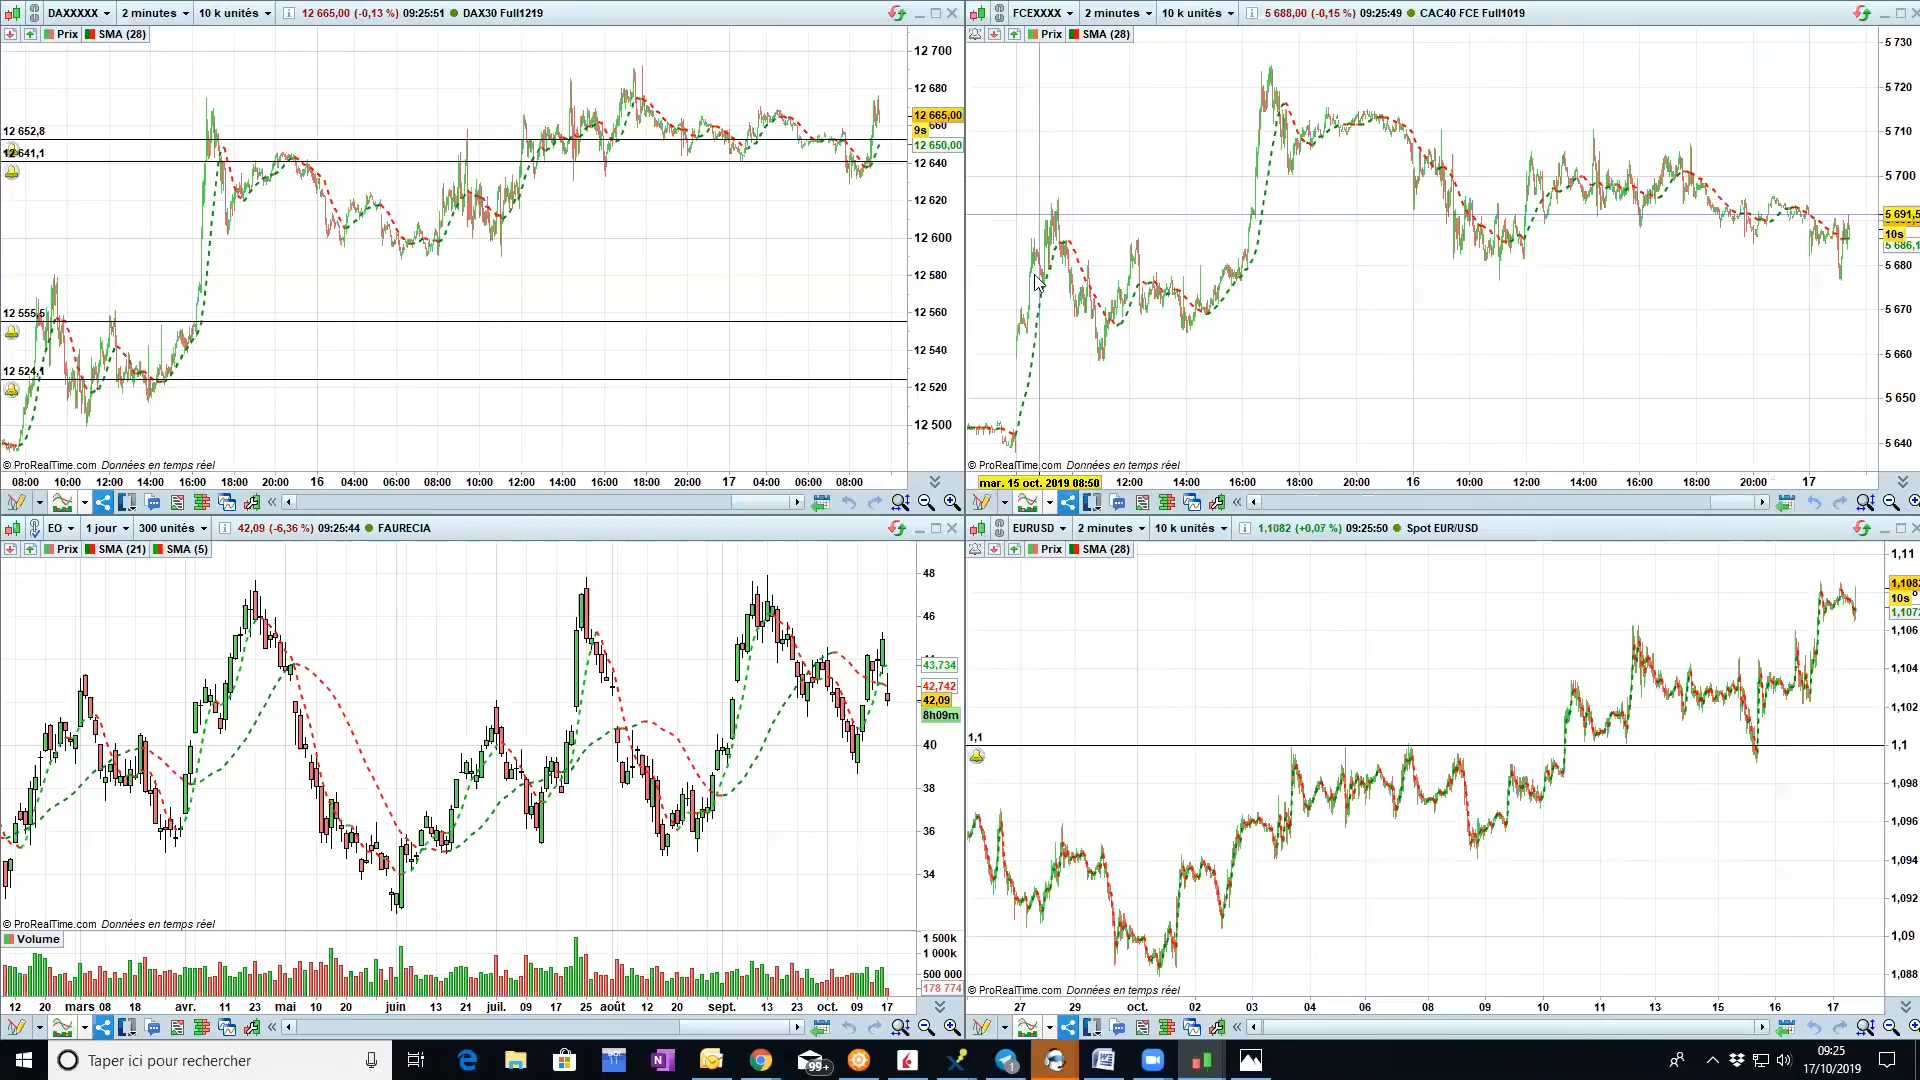 DAXXXXX 2 minutes 10 k unités 12 665,00 (-0,13 %) 09:25:51 DAX30 Full1219
Prix SMA (28)
12 700
12 680
12 665,00
9s
12 660
12 652,8
12 650,00
12 641,1
12 640
12 620
12 600
12 580
12 560
12 555,5
12 540
12 524,1
12 520
12 500
© ProRealTime.com Données en temps réel
08:00 10:00 12:00 14:00 16:00 18:00 20:00 16 04:00 06:00 08:00 10:00 12:00 14:00 16:00 18:00 20:00 17 04:00 06:00 08:00
FCEXXXX 2 minutes 10 k unités 5 688,00 (-0,15 %) 09:25:49 CAC40 FCE Full1019
Prix SMA (28)
5 730
5 720
5 710
5 700
5 691,5
10s
5 686,1
5 680
5 670
5 660
5 650
5 640
© ProRealTime.com Données en temps réel
mar. 15 oct. 2019 08:50 12:00 14:00 16:00 18:00 20:00 16 10:00 12:00 14:00 16:00 18:00 20:00 17
EO 1 jour 300 unités 42,09 (-6,36 %) 09:25:44 FAURECIA
Prix SMA (21) SMA (5)
48
46
44
43,734
42,742
42,09
8h09m
40
38
36
34
© ProRealTime.com Données en temps réel
Volume
1 500k
1 000k
500 000
178 774
12 20 mars 08 18 avr. 11 23 mai 10 20 juin 13 21 juil. 09 17 25 août 12 20 sept. 13 23 oct. 09 17
EURUSD 2 minutes 10 k unités 1,1082 (+0,07 %) 09:25:50 Spot EUR/USD
Prix SMA (28)
1,11
1,1082
10s
1,107
1,106
1,104
1,102
1,1
1,1
1,098
1,096
1,094
1,092
1,09
1,088
© ProRealTime.com Données en temps réel
27 29 oct. 02 03 04 06 08 09 10 11 13 15 16 17
Taper ici pour rechercher
99+
1
09:25
17/10/2019